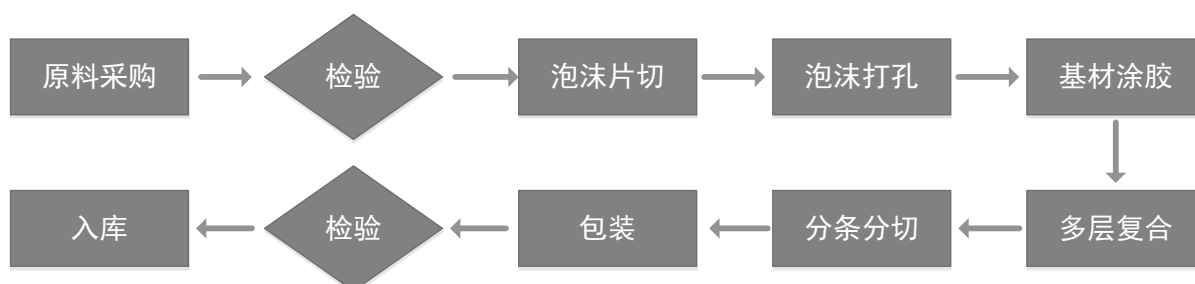 原料采购
检验
泡沫片切
泡沫打孔
基材涂胶
多层复合
分条分切
包装
检验
入库